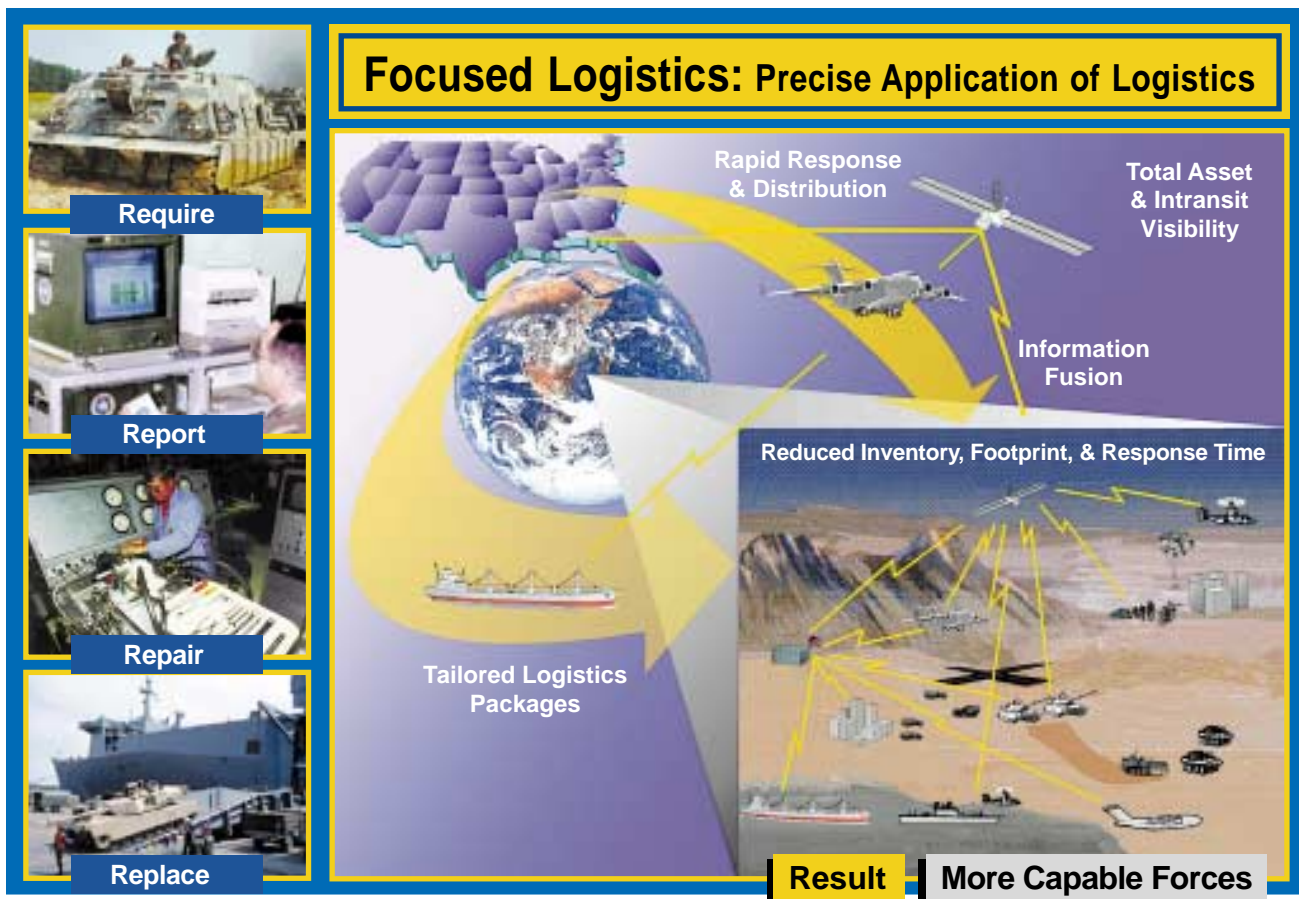 Focused Logistics: Precise Application of Logistics
Require
Report
Repair
Replace
Rapid Response
& Distribution
Total Asset
& Intransit
Visibility
Information
Fusion
Reduced Inventory, Footprint, & Response Time
Tailored Logistics
Packages
Result
More Capable Forces